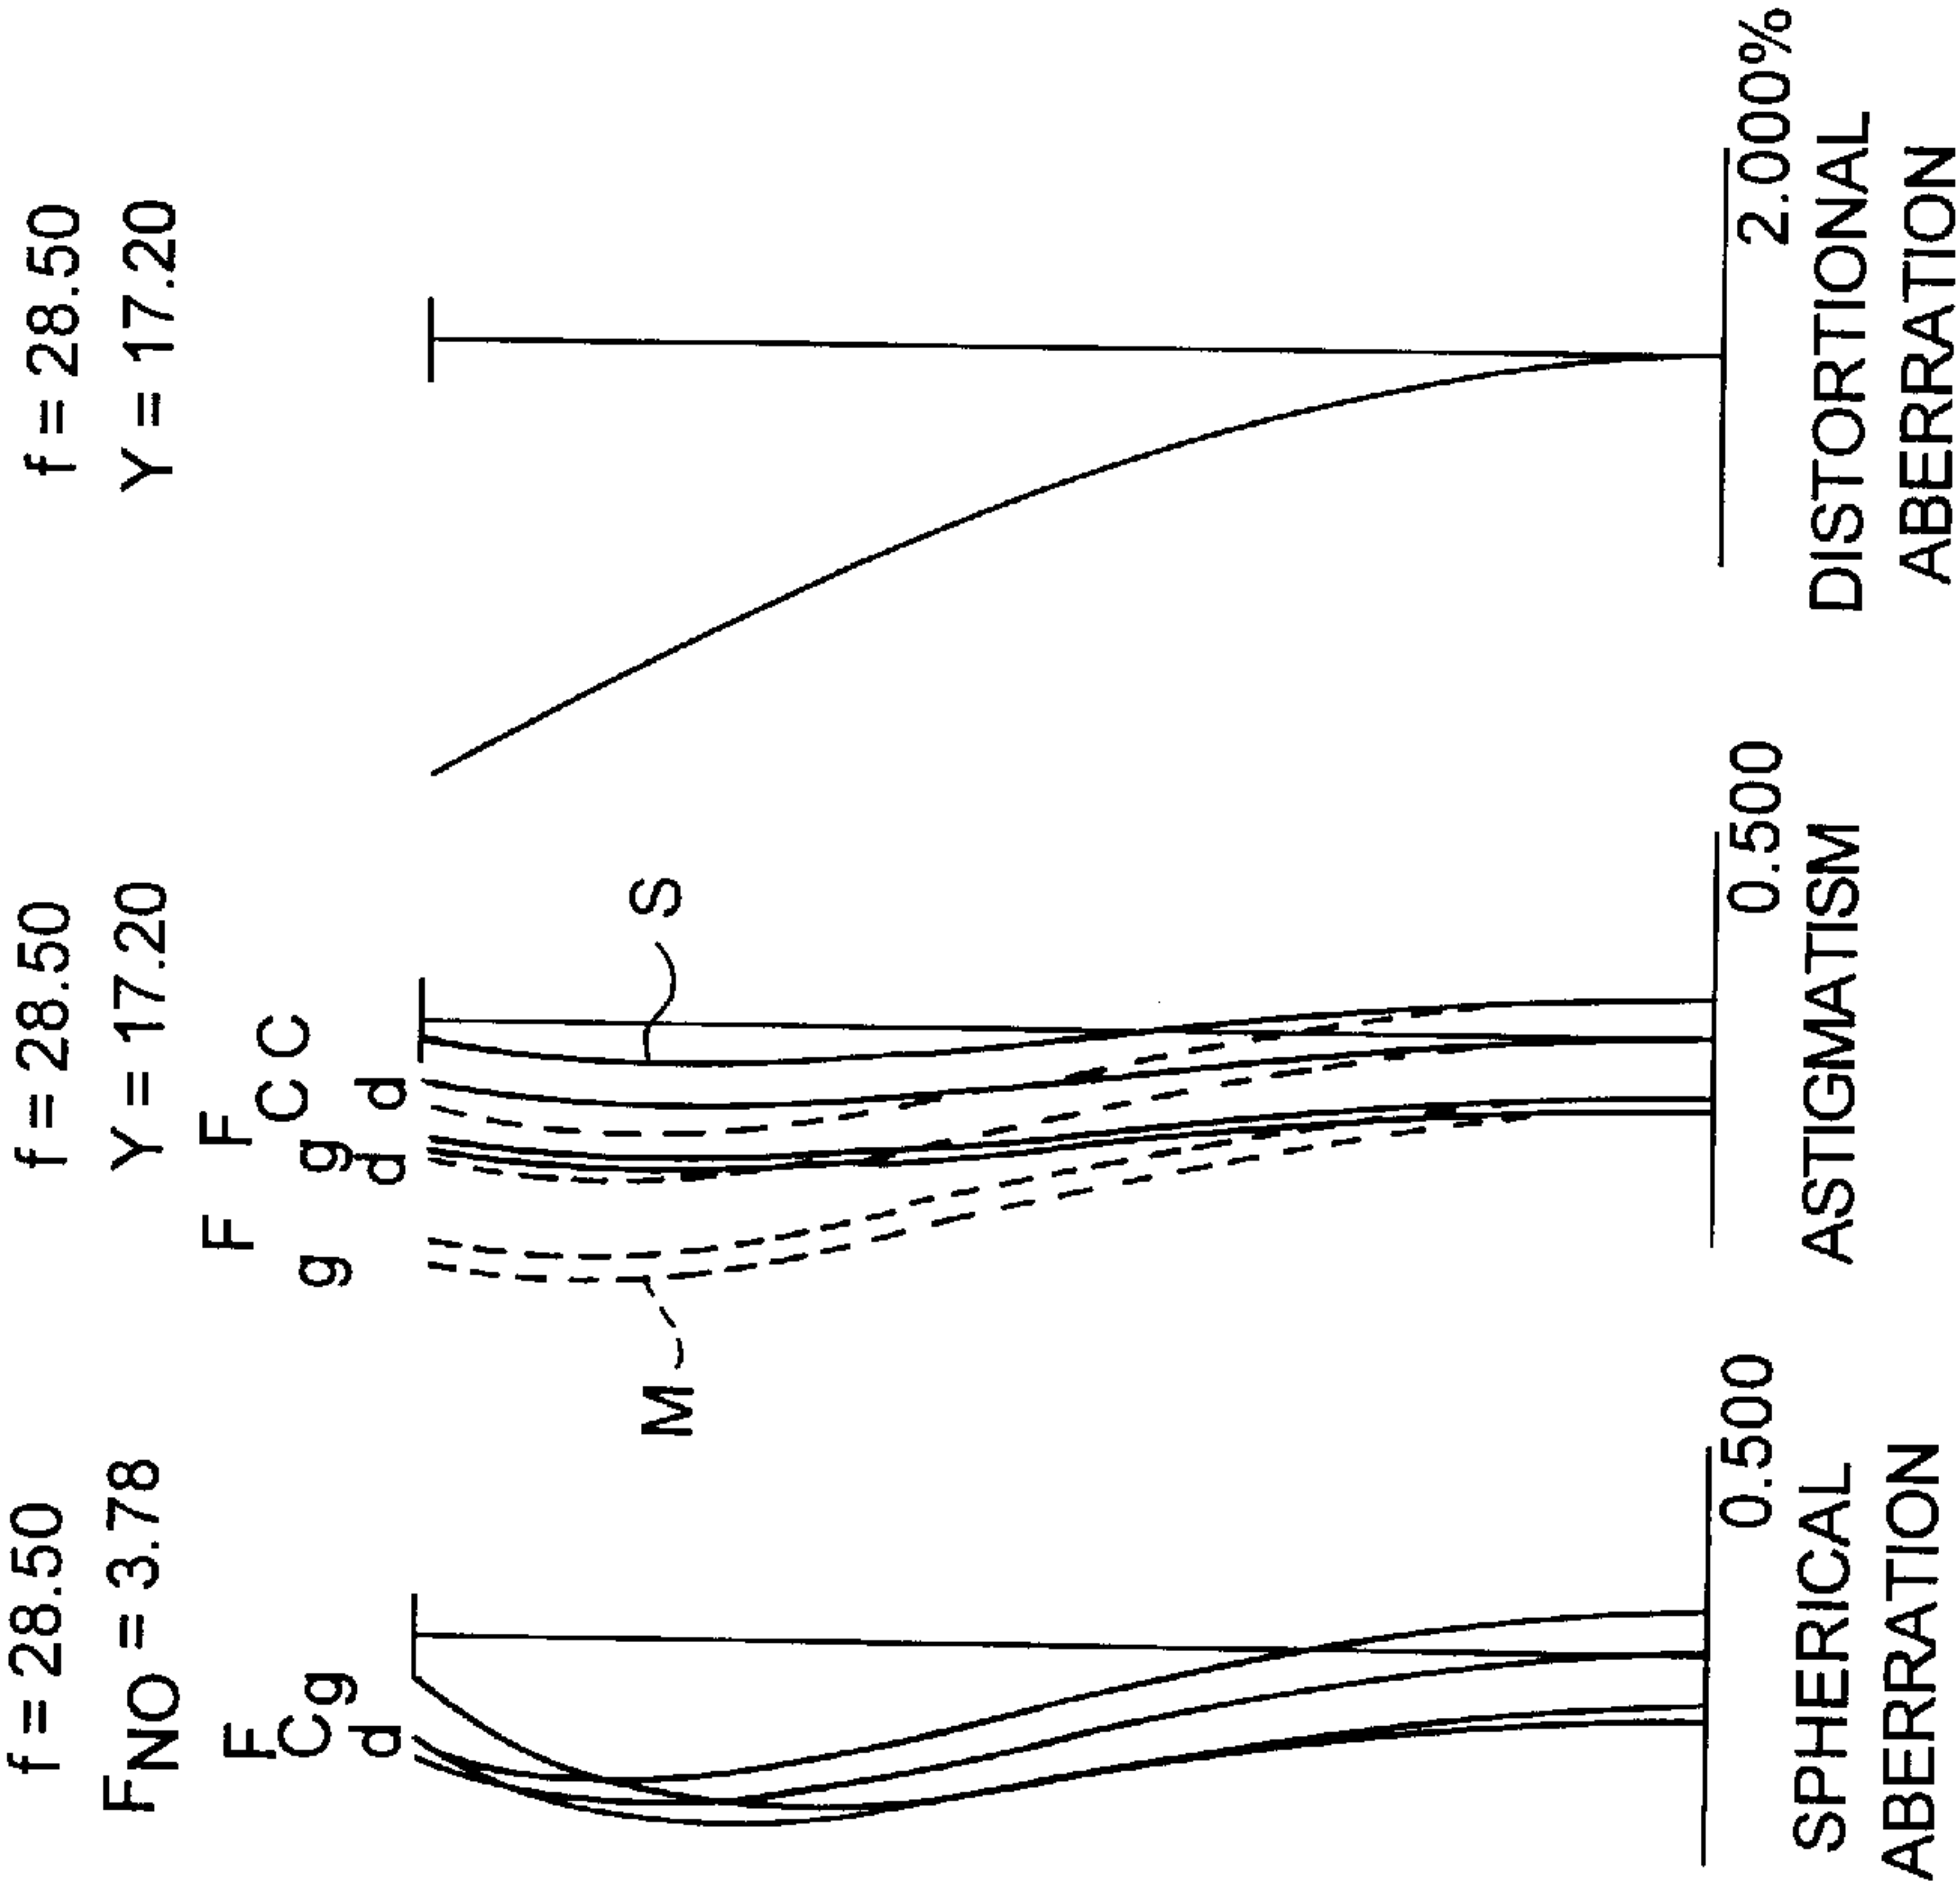 f = 28.50
FNO = 3.78
F
C g
d
0.500
SPHERICAL
ABERRATION
f = 28.50
Y = 17.20
F F
C C
g g
d d
M
S
0.500
ASTIGMATISM
f = 28.50
Y = 17.20
2.000%
DISTORTIONAL
ABERRATION